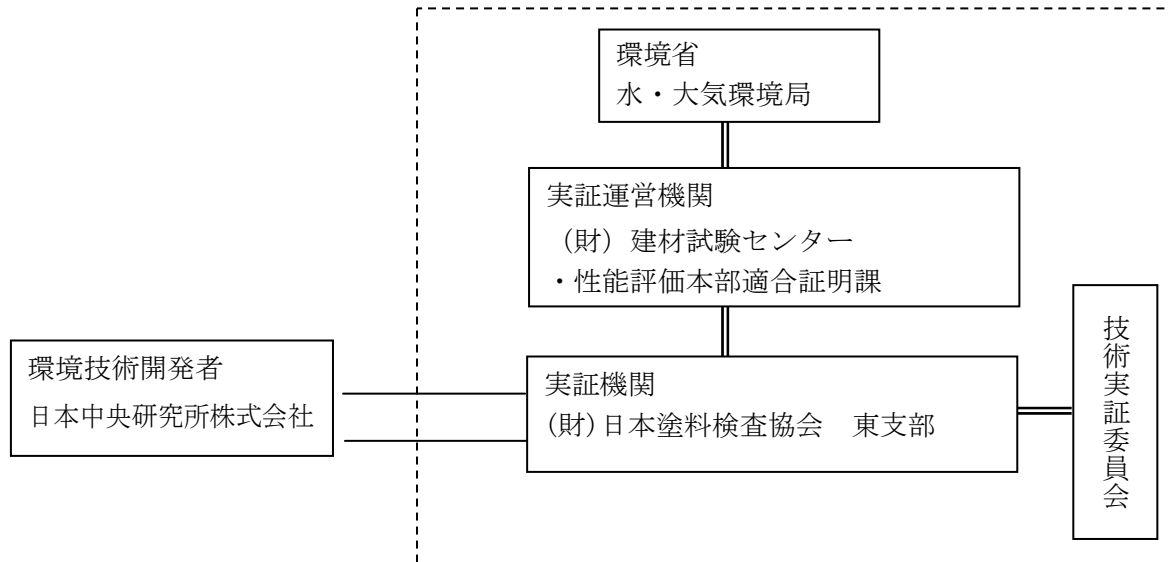 環境省
水・大気環境局
実証運営機関
（財）建材試験センター
・性能評価本部適合証明課
環境技術開発者
日本中央研究所株式会社
実証機関
(財)日本塗料検査協会　東支部
技術実証委員会